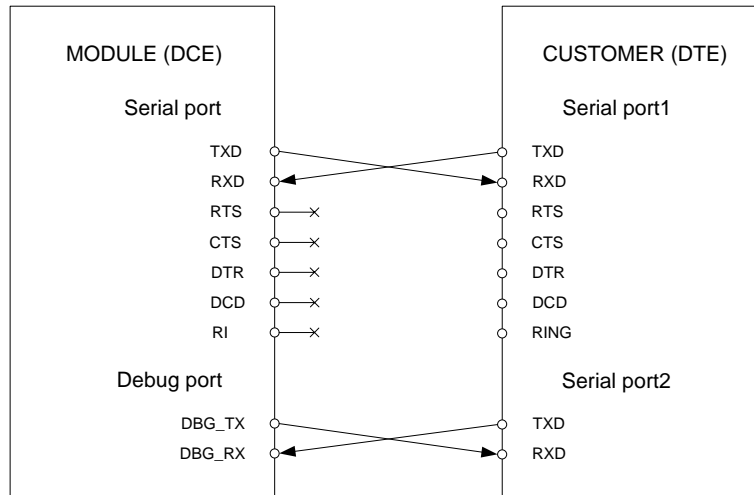 MODULE (DCE)
Serial port
TXD
RXD
RTS
CTS
DTR
DCD
RI
Debug port
DBG_TX
DBG_RX
CUSTOMER (DTE)
Serial port1
TXD
RXD
RTS
CTS
DTR
DCD
RING
Serial port2
TXD
RXD